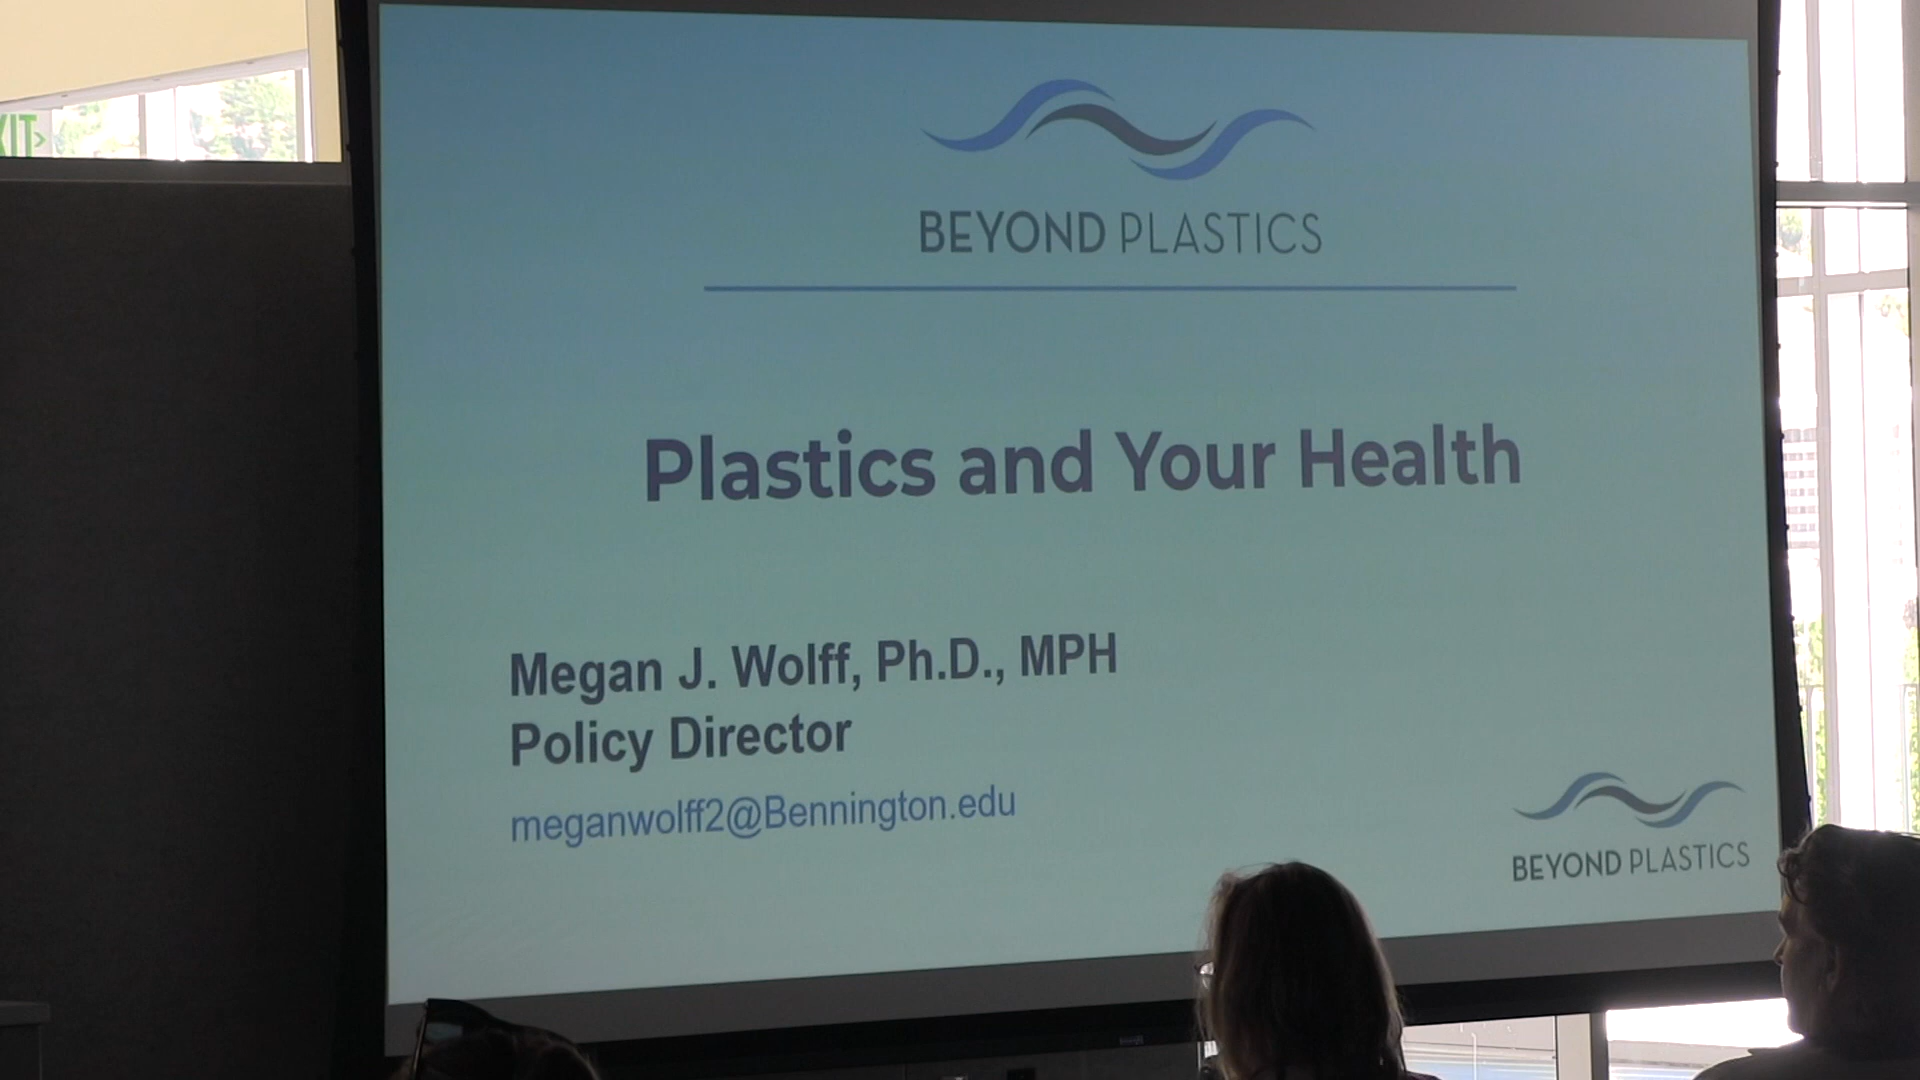 BEYOND PLASTICS
Plastics and Your Health
Megan J. Wolff, Ph.D., MPH
Policy Director
meganwolff2@Bennington.edu
BEYOND PLASTICS